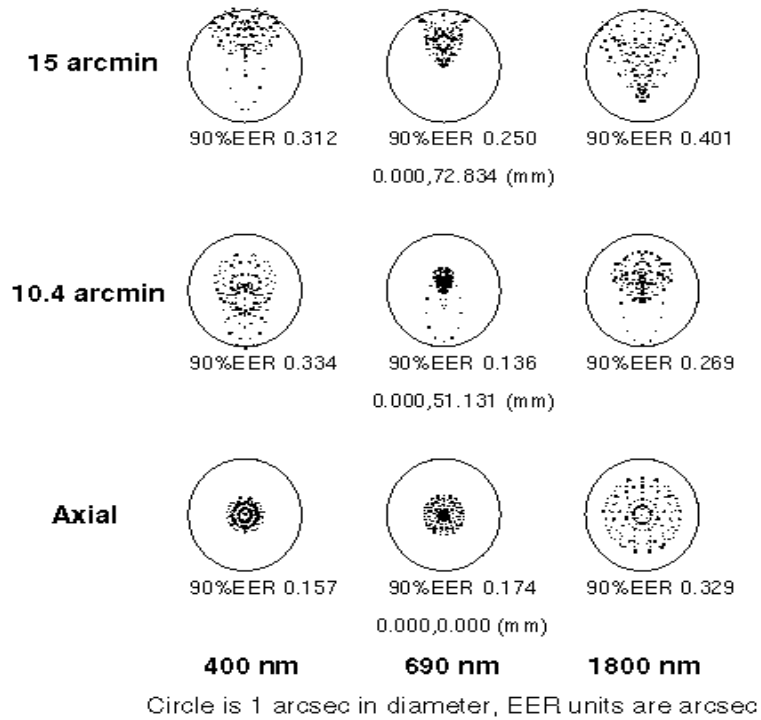 15 arcmin
90%EER 0.312 90%EER 0.250 90%EER 0.401
0.000,72.834 (mm)
10.4 arcmin
90%EER 0.334 90%EER 0.136 90%EER 0.269
0.000,51.131 (mm)
Axial
90%EER 0.157 90%EER 0.174 90%EER 0.329
0.000,0.000 (mm)
400 nm 690 nm 1800 nm
Circle is 1 arcsec in diameter, EER units are arcsec